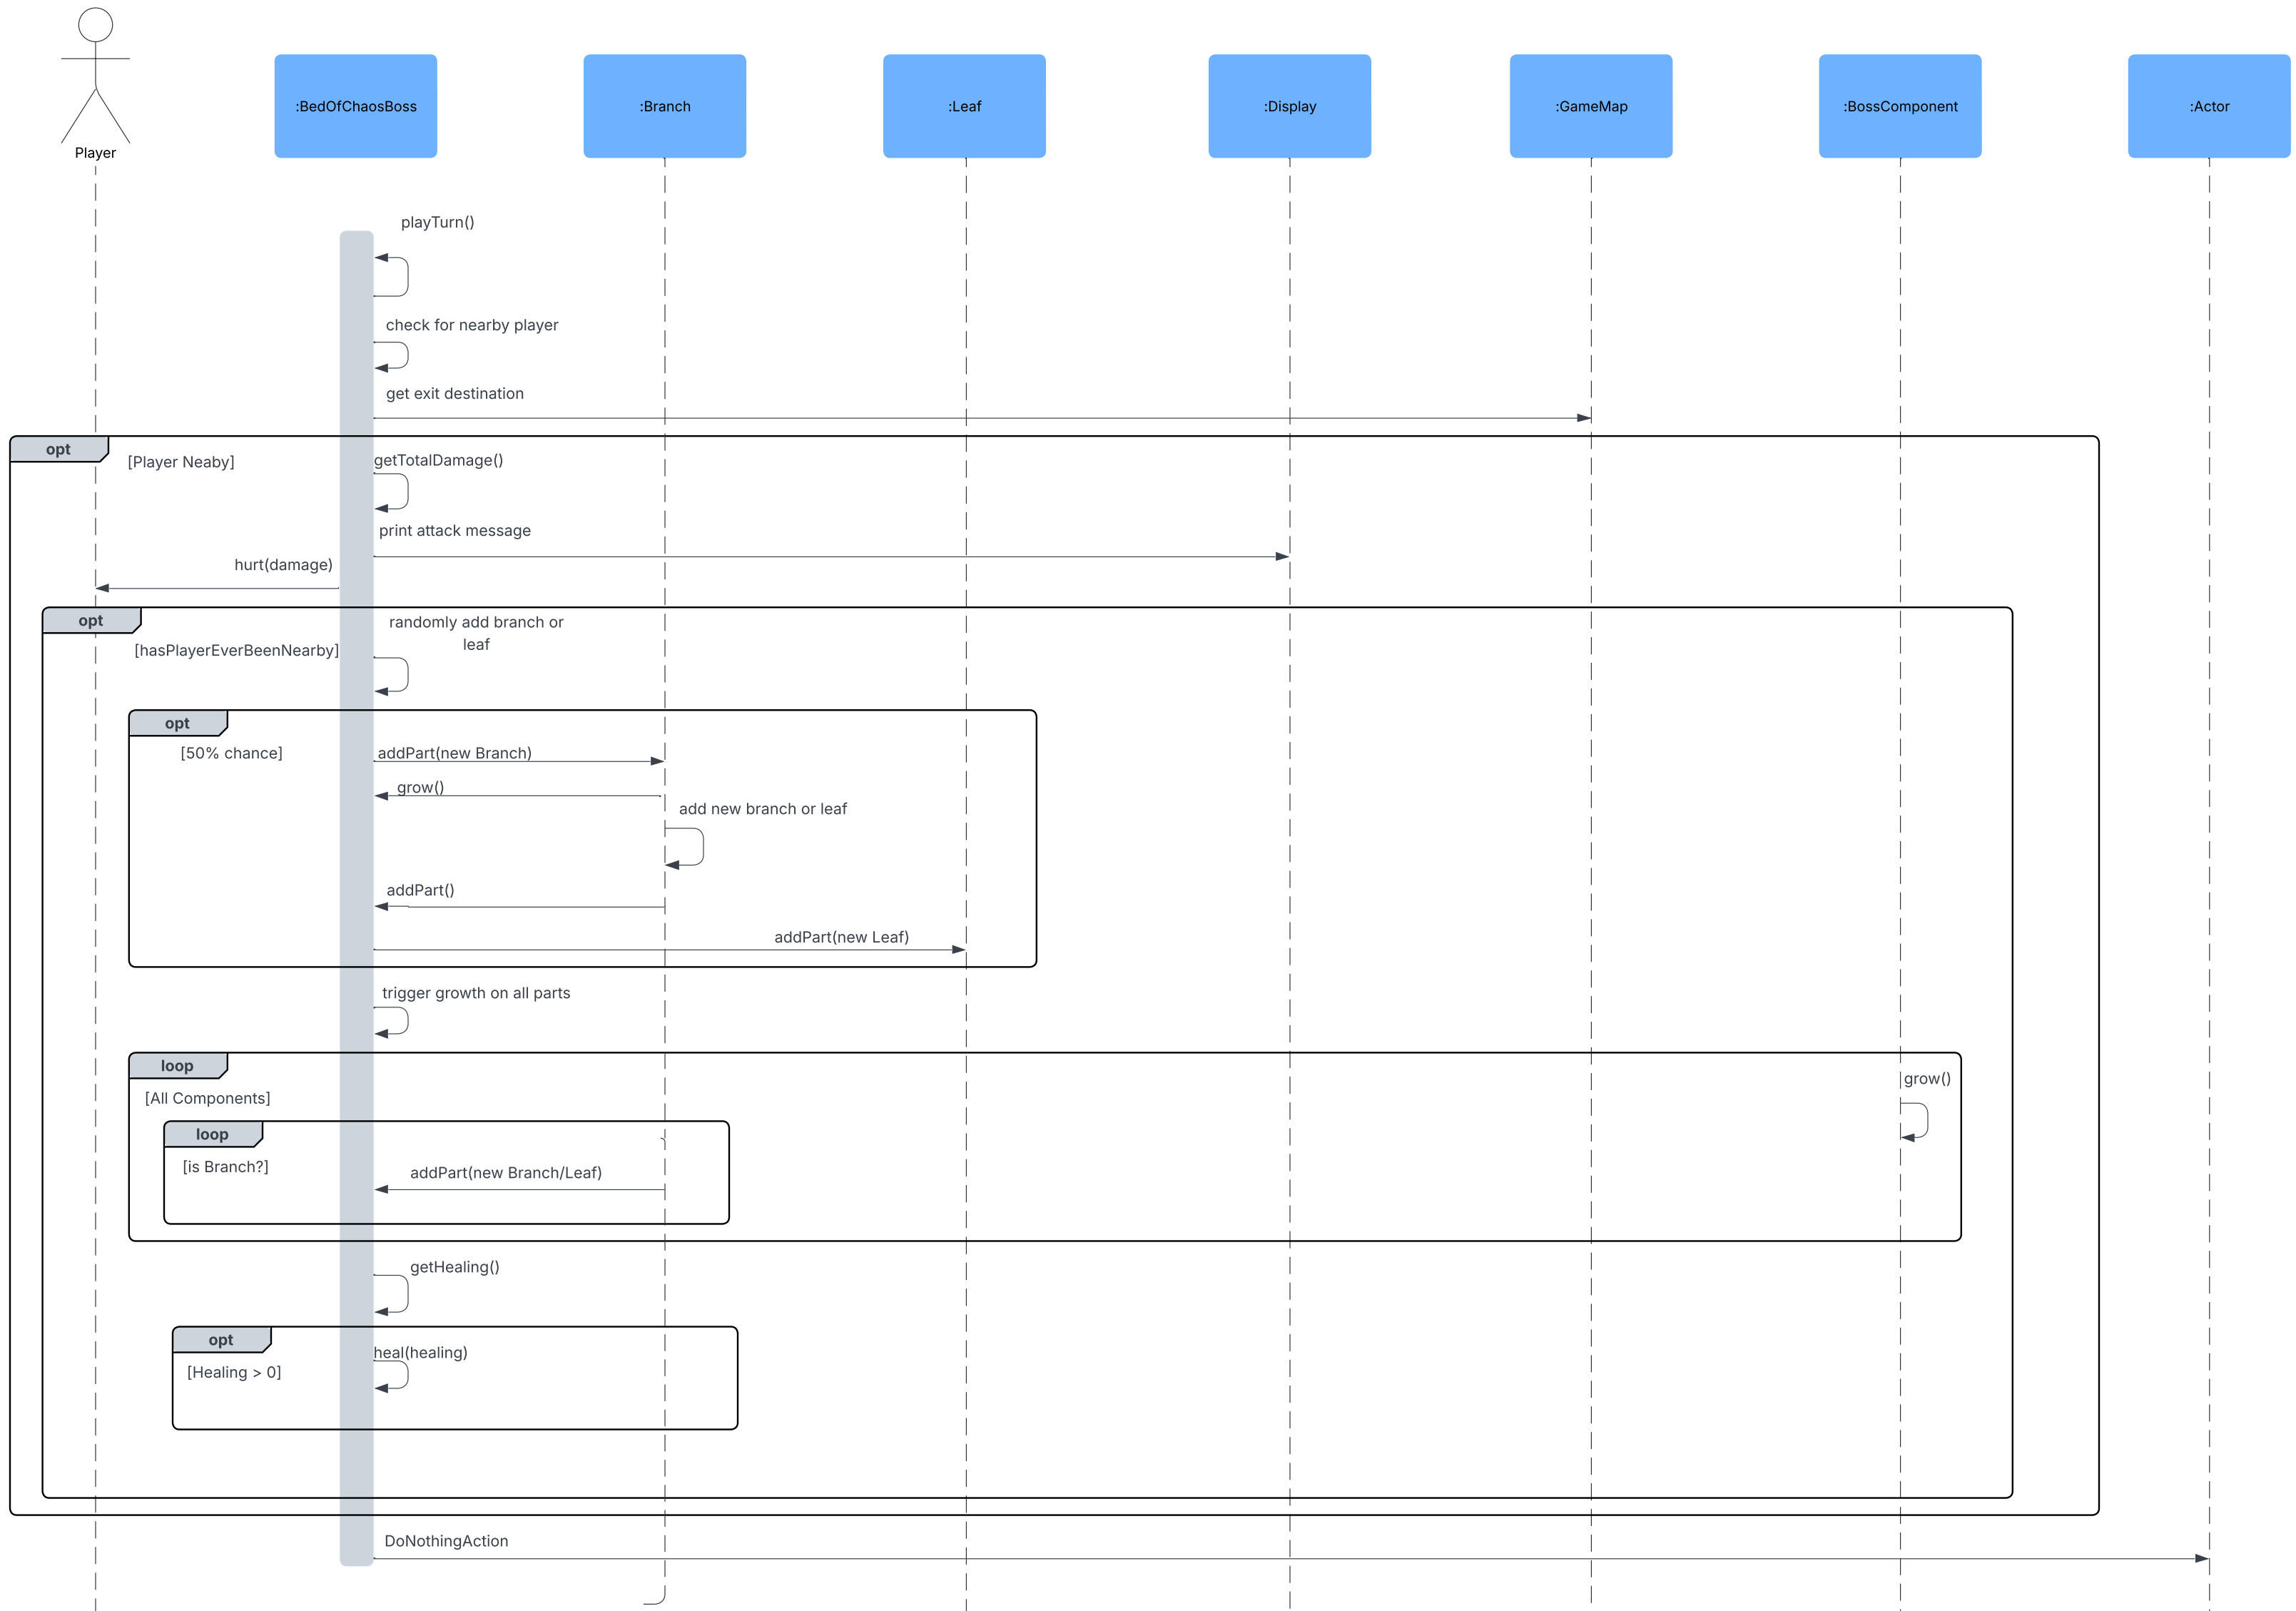 Player
:BedOfChaosBoss
:Branch
:Leaf
:Display
:GameMap
:BossComponent
:Actor
playTurn()
check for nearby player
get exit destination
opt
[Player Neaby]
getTotalDamage()
print attack message
hurt(damage)
opt
[hasPlayerEverBeenNearby]
randomly add branch or
leaf
opt
[50% chance]
addPart(new Branch)
grow()
add new branch or leaf
addPart()
addPart(new Leaf)
trigger growth on all parts
loop
[All Components]
grow()
loop
[is Branch?]
addPart(new Branch/Leaf)
getHealing()
opt
[Healing > 0]
heal(healing)
DoNothingAction